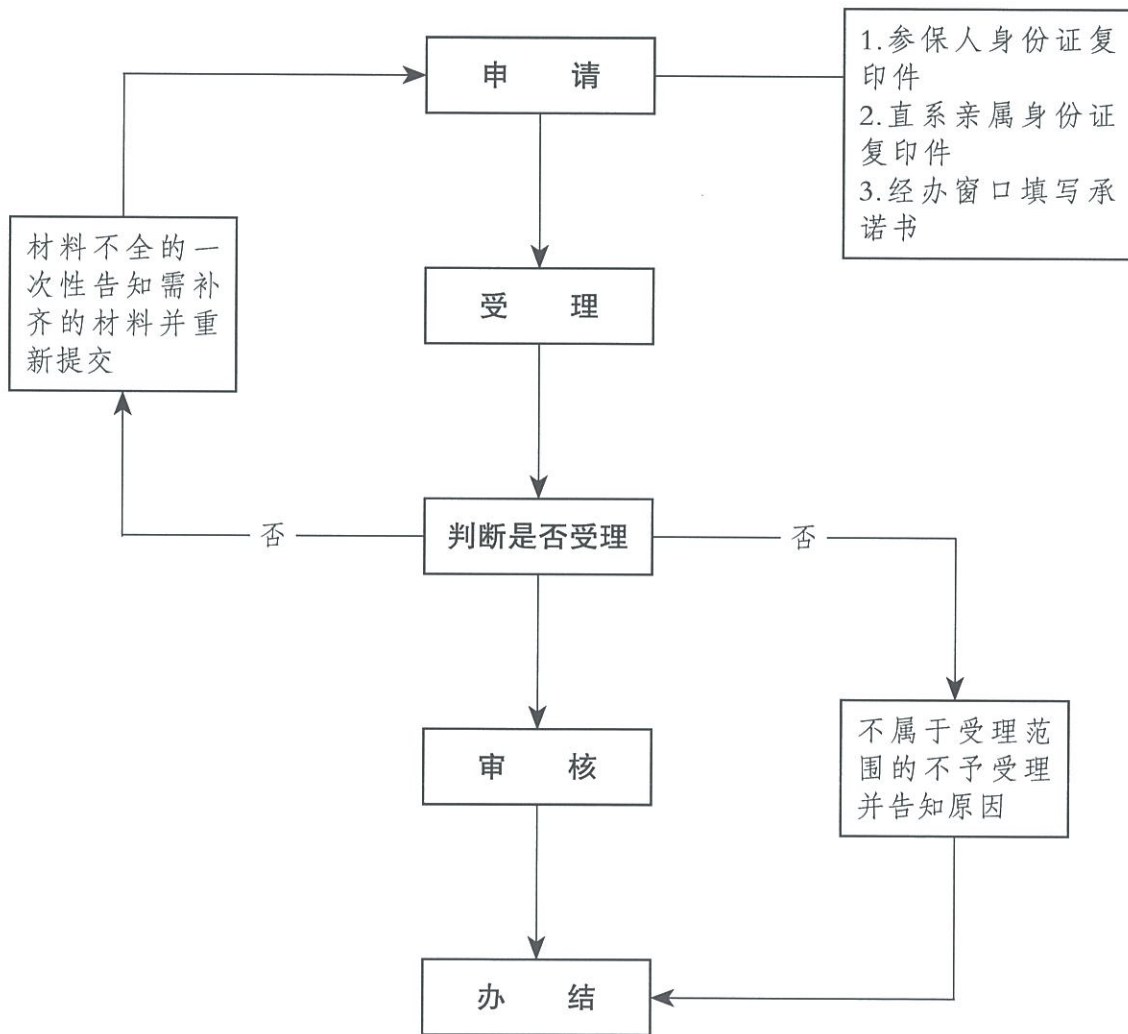 申 请
1.参保人身份证复
印件
2.直系亲属身份证
复印件
3.经办窗口填写承
诺书
材料不全的一
次性告知需补
齐的材料并重
新提交
受 理
否
判断是否受理
否
审 核
不属于受理范
围的不予受理
并告知原因
办 结